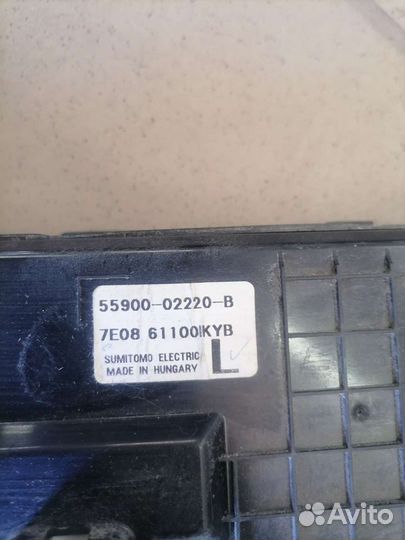 55900-02220-B
7E08 61100KYB
SUMITOMO ELECTRIC
MADE IN HUNGARY
L
Avito